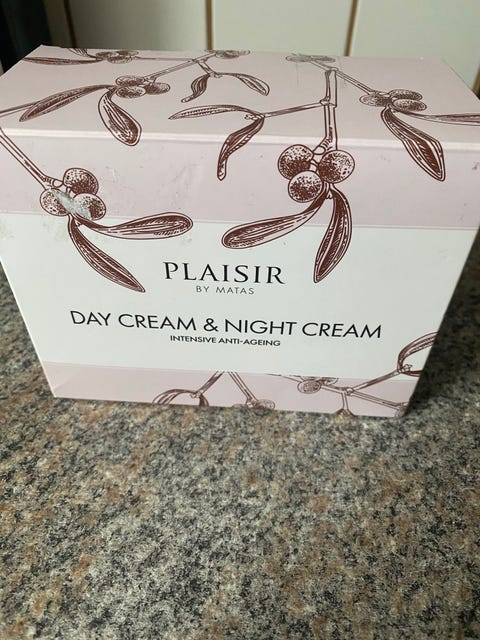 PLAISIR
BY MATAS
DAY CREAM & NIGHT CREAM
INTENSIVE ANTI-AGEING